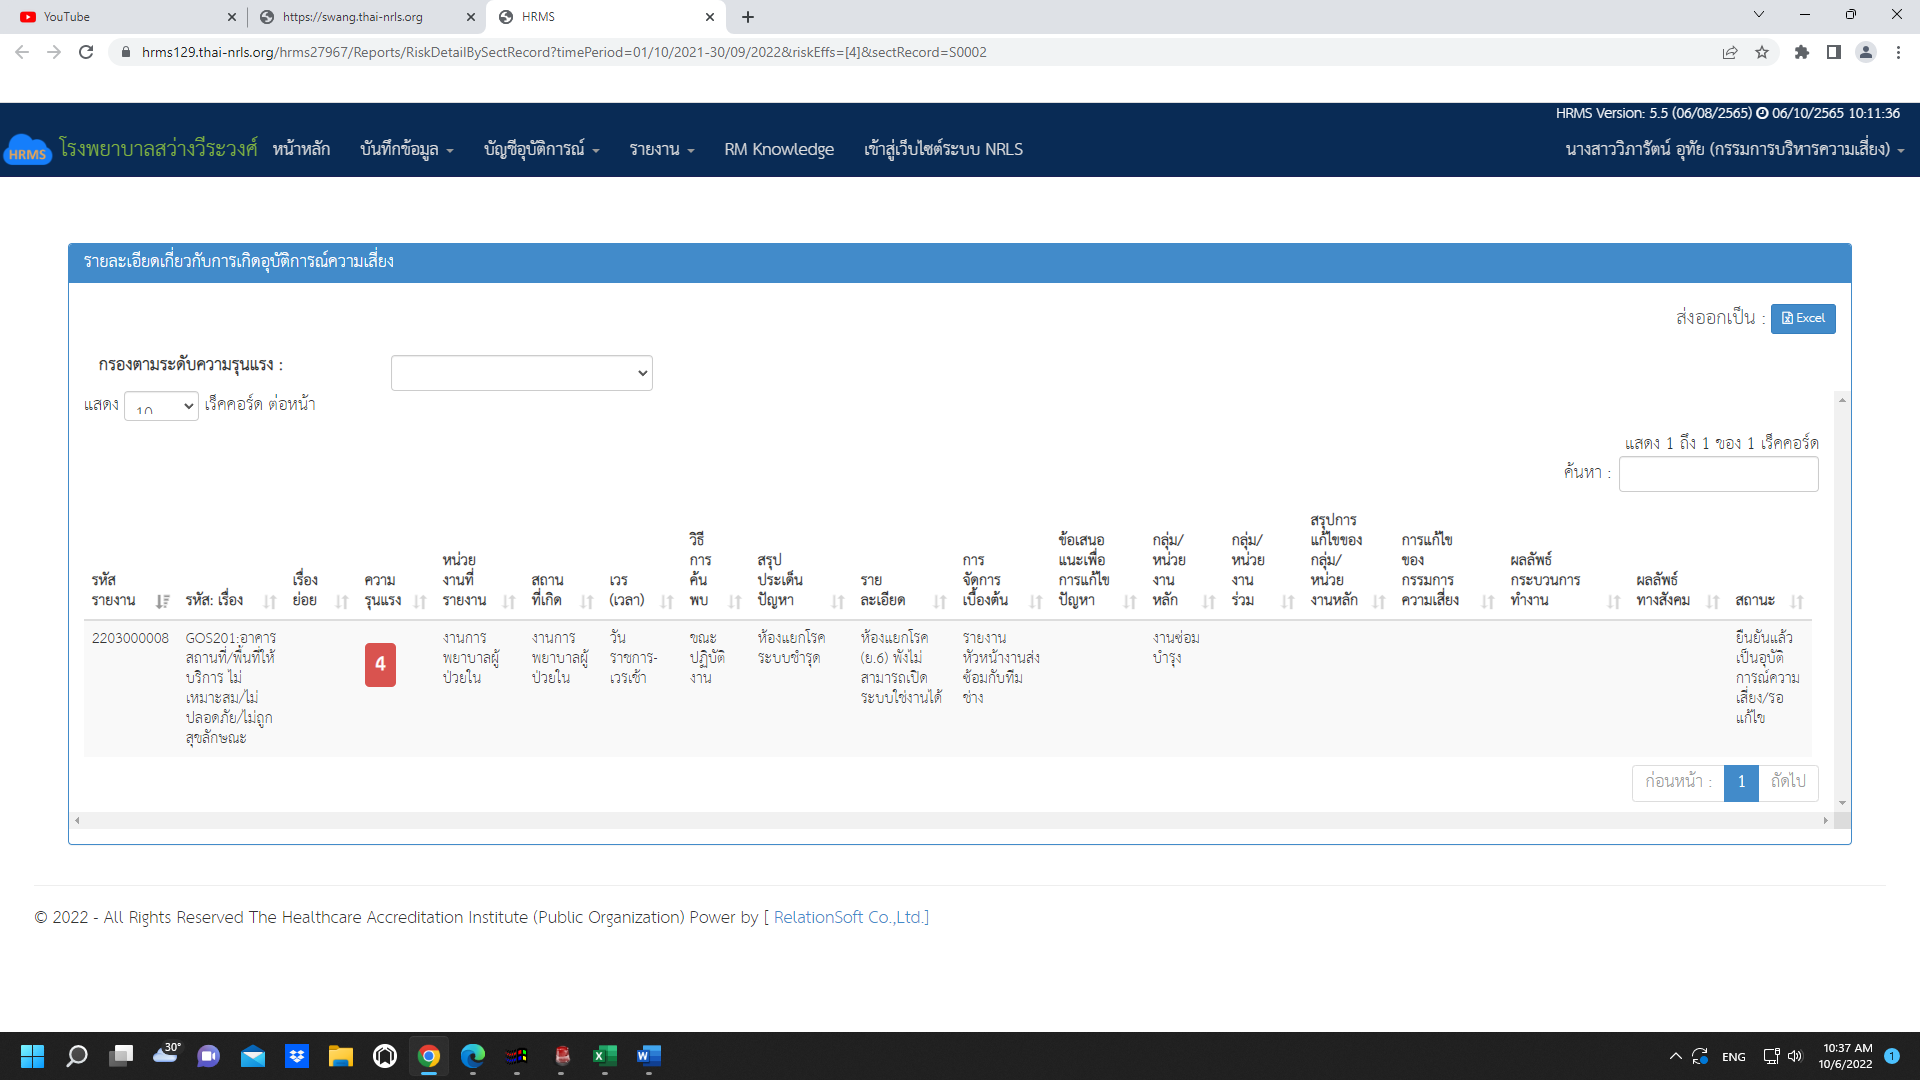 YouTube
https://swang.thai-nrls.org
HRMS
hrms129.thai-nrls.org/hrms27967/Reports/RiskDetailBySectRecord?timePeriod=01/10/2021-30/09/2022&riskEffs=[4]&sectRecord=S0002
HRMS Version: 5.5 (06/08/2565) 06/10/2565 10:11:36
HRMS โรงพยาบาลสว่างวีระวงศ์ หน้าหลัก บันทึกข้อมูล บัญชีอุบัติการณ์ รายงาน RM Knowledge เข้าสู่เว็บไซต์ระบบ NRLS นางสาววิภารัตน์ อุทัย (กรรมการบริหารความเสี่ยง)
รายละเอียดเกี่ยวกับการเกิดอุบัติการณ์ความเสี่ยง
ส่งออกเป็น : Excel
กรองตามระดับความรุนแรง :
แสดง 10 เร็คคอร์ด ต่อหน้า
แสดง 1 ถึง 1 ของ 1 เร็คคอร์ด
ค้นหา :
รหัส
รายงาน
รหัส: เรื่อง
เรื่อง
ย่อย
ความ
รุนแรง
หน่วย
งานที่
รายงาน
สถาน
ที่เกิด
เวร
(เวลา)
วิธี
การ
ค้น
พบ
สรุป
ประเด็น
ปัญหา
ราย
ละเอียด
การ
จัดการ
เบื้องต้น
ข้อเสนอ
แนะเพื่อ
การแก้ไข
ปัญหา
กลุ่ม/
หน่วย
งาน
หลัก
กลุ่ม/
หน่วย
งาน
ร่วม
สรุปการ
แก้ไขของ
กลุ่ม/
หน่วย
งานหลัก
การแก้ไข
ของ
กรรมการ
ความเสี่ยง
ผลลัพธ์
กระบวนการ
ทำงาน
ผลลัพธ์
ทางสังคม
สถานะ
2203000008
GOS201:อาคาร
สถานที่/พื้นที่ให้
บริการ ไม่
เหมาะสม/ไม่
ปลอดภัย/ไม่ถูก
สุขลักษณะ
4
งานการ
พยาบาลผู้
ป่วยใน
งานการ
พยาบาลผู้
ป่วยใน
วัน
ราชการ-
เวรเช้า
ขณะ
ปฏิบัติ
งาน
ห้องแยกโรค
ระบบชำรุด
ห้องแยกโรค
(ย.6) พังไม่
สามารถเปิด
ระบบใช่งานได้
รายงาน
หัวหน้างานส่ง
ซ้อมกับทีม
ช่าง
งานซ่อม
บำรุง
ยืนยันแล้ว
เป็นอุบัติ
การณ์ความ
เสี่ยง/รอ
แก้ไข
ก่อนหน้า : 1 ถัดไป
© 2022 - All Rights Reserved The Healthcare Accreditation Institute (Public Organization) Power by [ RelationSoft Co.,Ltd.]
30°
ENG
10:37 AM
10/6/2022
1